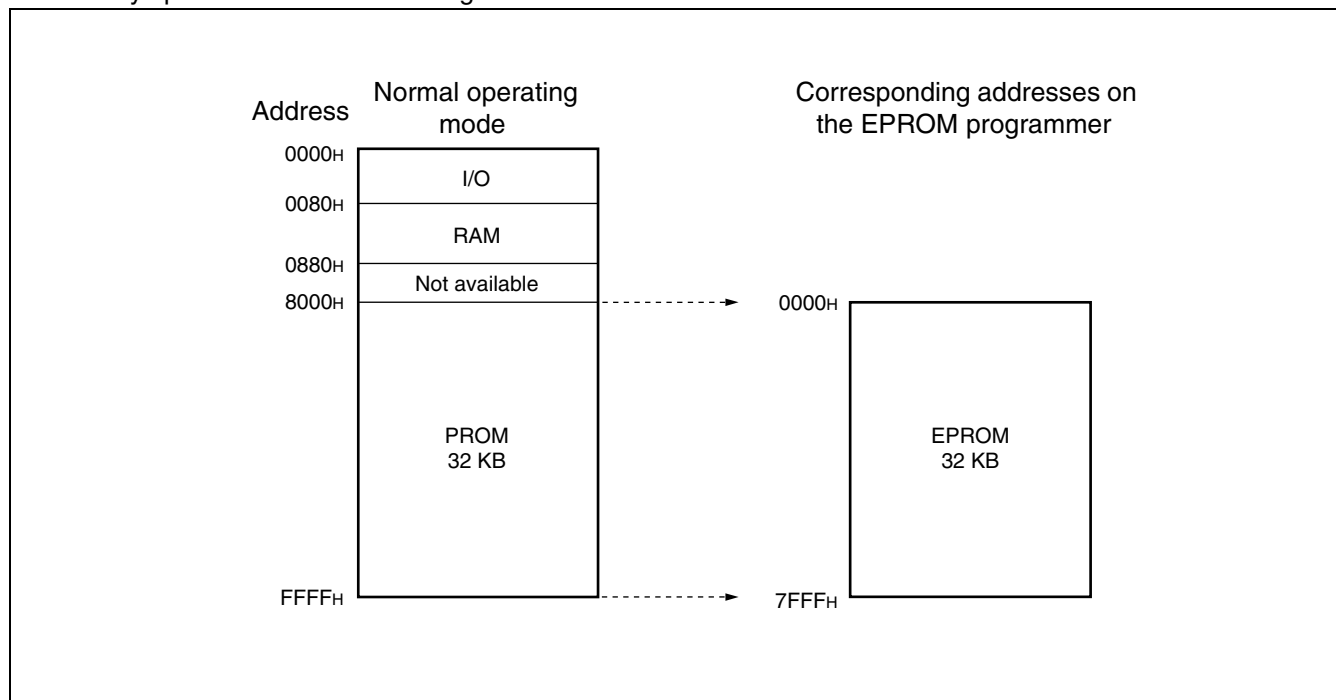 Address
Normal operating
mode
Corresponding addresses on
the EPROM programmer
0000H
I/O
0080H
RAM
0880H
Not available
8000H
0000H
PROM
32 KB
EPROM
32 KB
FFFFH
7FFFH